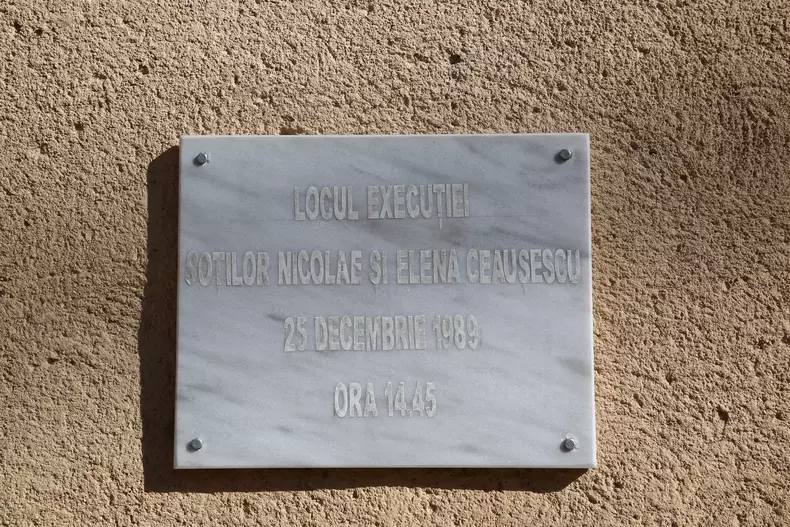 LOCUL EXECUȚIEI
SOȚILOR NICOLAE ȘI ELENA CEAUȘESCU
25 DECEMBRIE 1989
ORA 14.45